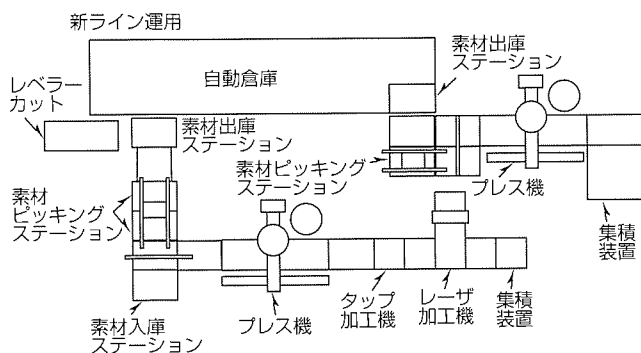 新ライン運用
自動倉庫
素材出庫
ステーション
レベラー
カット
素材出庫
ステーション
素材ピッキング
ステーション
プレス機
集積
装置
素材
ピッキング
ステーション
素材入庫
ステーション
プレス機
タップ
加工機
レーザ
加工機
集積
装置